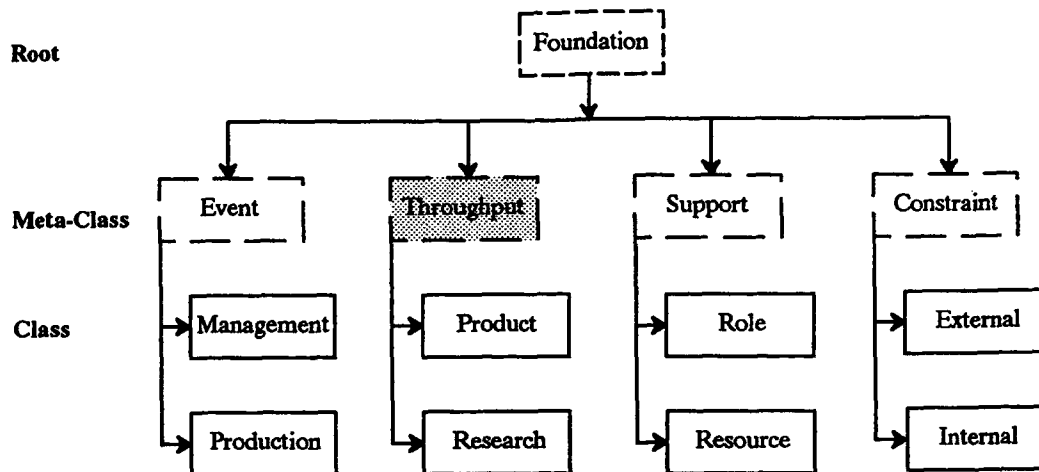 Root
Foundation
Meta-Class
Event
Throughput
Support
Constraint
Class
Management
Product
Role
External
Production
Research
Resource
Internal